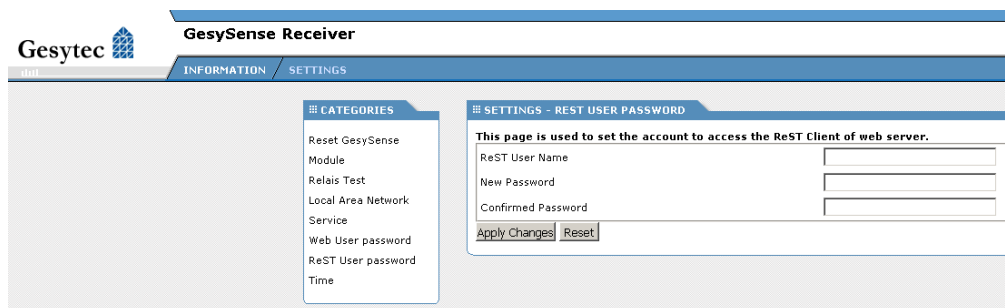 Gesytec
GesySense Receiver
INFORMATION / SETTINGS
CATEGORIES
Reset GesySense
Module
Relais Test
Local Area Network
Service
Web User password
ReST User password
Time
SETTINGS - REST USER PASSWORD
This page is used to set the account to access the ReST Client of web server.
ReST User Name
New Password
Confirmed Password
Apply Changes Reset